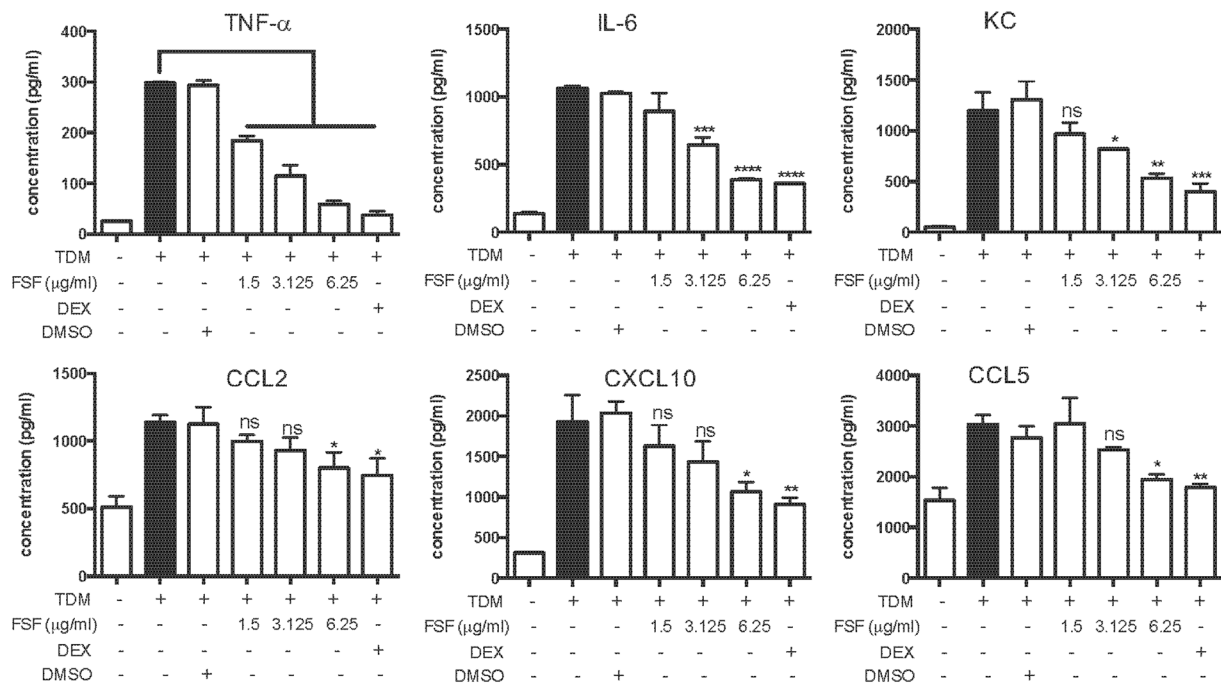 TNF-α
IL-6
KC
concentration (pg/ml)
400
300
200
100
0
concentration (pg/ml)
1500
1000
500
0
*** **** ****
concentration (pg/ml)
2000
1500
1000
500
0
ns * ** ***
TDM - + + + + + +
FSF (μg/ml) - - - 1.5 3.125 6.25 -
DEX - - - - - - +
DMSO - - + - - - -
TDM - + + + + + +
FSF (μg/ml) - - - 1.5 3.125 6.25 -
DEX - - - - - - +
DMSO - - + - - - -
TDM - + + + + + +
FSF (μg/ml) - - - 1.5 3.125 6.25 -
DEX - - - - - - +
DMSO - - + - - - -
CCL2
CXCL10
CCL5
concentration (pg/ml)
1500
1000
500
0
ns ns * *
concentration (pg/ml)
2500
2000
1500
1000
500
0
ns ns * **
concentration (pg/ml)
4000
3000
2000
1000
0
ns * **
TDM - + + + + + +
FSF (μg/ml) - - - 1.5 3.125 6.25 -
DEX - - - - - - +
DMSO - - + - - - -
TDM - + + + + + +
FSF (μg/ml) - - - 1.5 3.125 6.25 -
DEX - - - - - - +
DMSO - - + - - - -
TDM - + + + + + +
FSF (μg/ml) - - - 1.5 3.125 6.25 -
DEX - - - - - - +
DMSO - - + - - - -